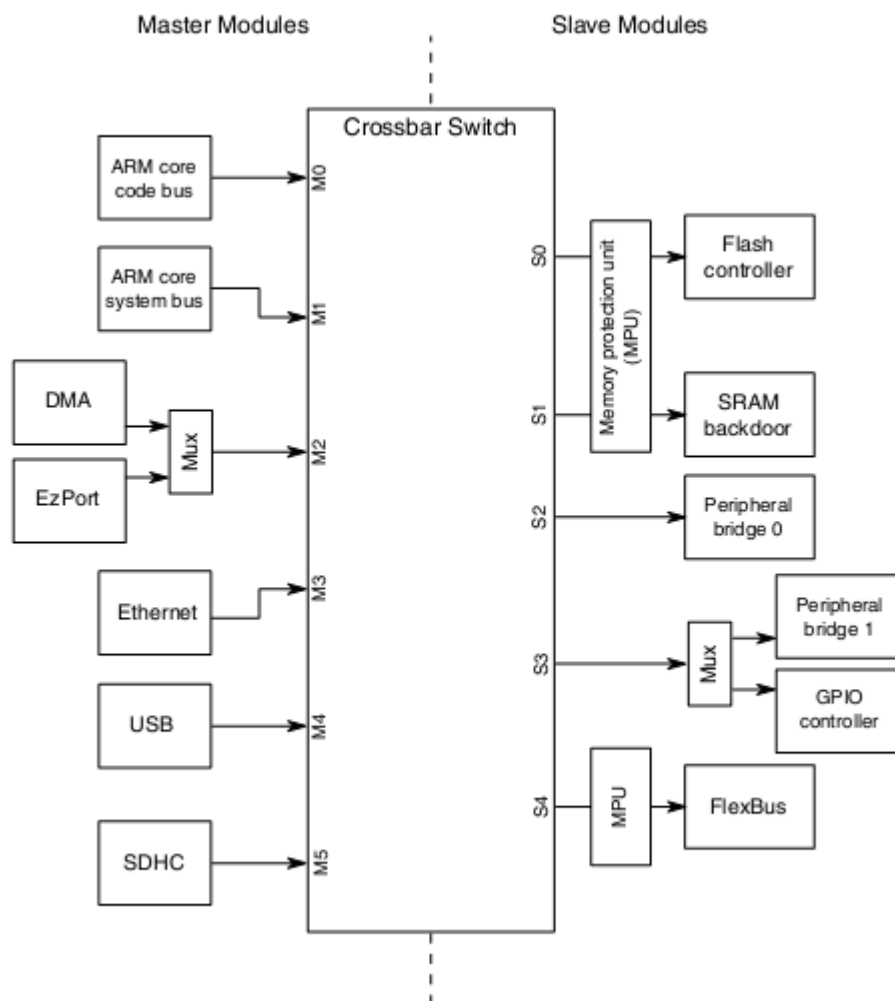 Master Modules
Slave Modules
Crossbar Switch
ARM core
code bus
M0
ARM core
system bus
M1
DMA
EzPort
Mux
M2
Ethernet
M3
USB
M4
SDHC
M5
S0
Memory protection unit
(MPU)
Flash
controller
S1
SRAM
backdoor
S2
Peripheral
bridge 0
S3
Mux
Peripheral
bridge 1
GPIO
controller
S4
MPU
FlexBus